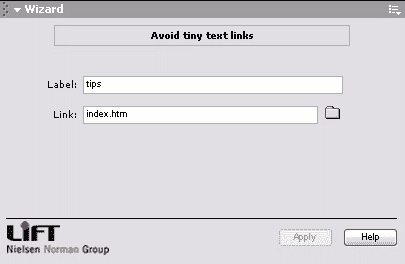 Wizard
Avoid tiny text links
Label: tips
Link: index.htm
LIFT
Nielsen Norman Group
Apply Help